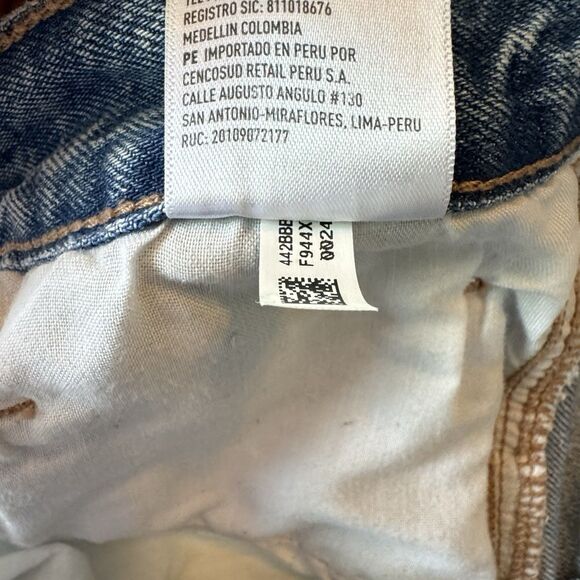 REGISTRO SIC: 811018676
MEDELLIN COLOMBIA
PE IMPORTADO EN PERU POR
CENCOSUD RETAIL PERU S.A.
CALLE AUGUSTO ANGULO #130
SAN ANTONIO-MIRAFLORES, LIMA-PERU
RUC: 20109072177
442BBB
F944X
0024